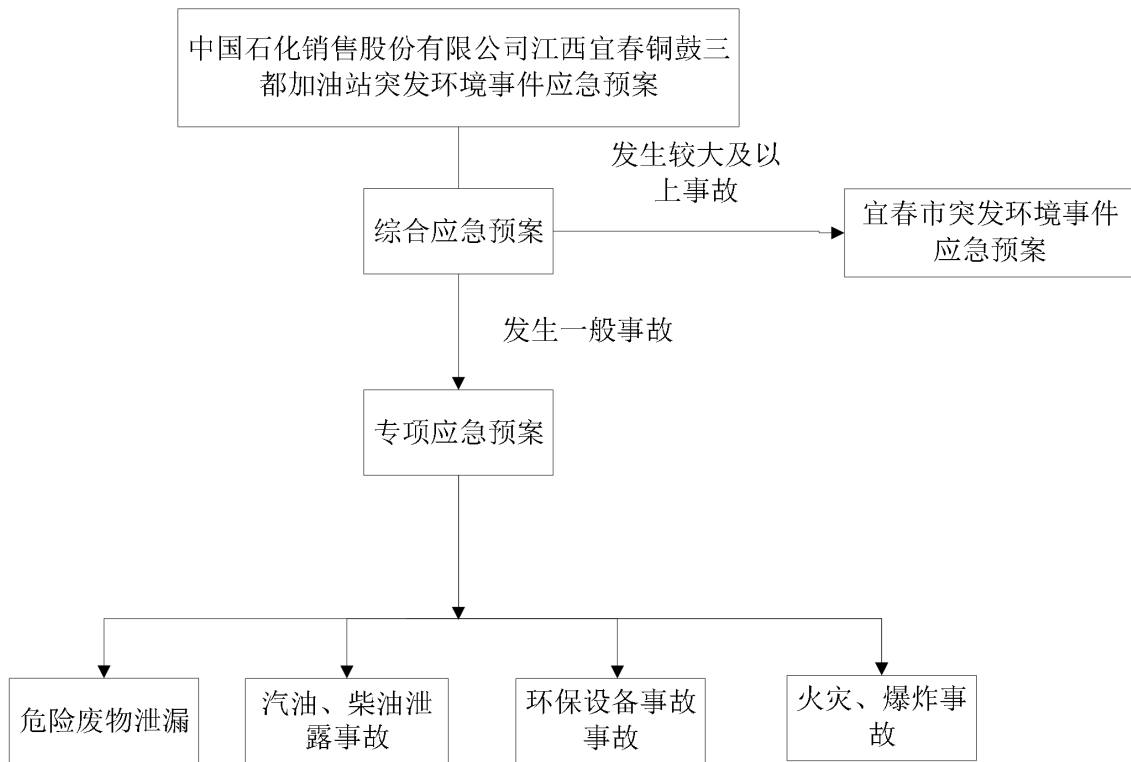 中国石化销售股份有限公司江西宜春铜鼓三
都加油站突发环境事件应急预案
发生较大及以
上事故
综合应急预案
宜春市突发环境事件
应急预案
发生一般事故
专项应急预案
危险废物泄漏
汽油、柴油泄
露事故
环保设备事故
事故
火灾、爆炸事
故